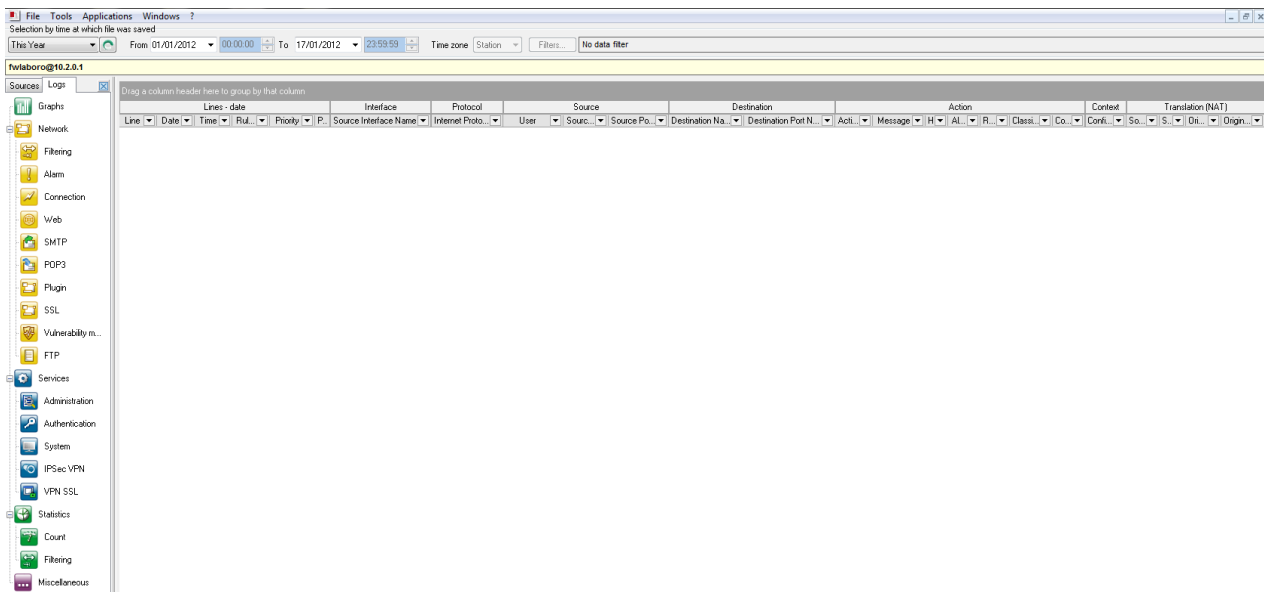 File Tools Applications Windows ?
Selection by time at which file was saved
This Year From 01/01/2012 00:00:00 To 17/01/2012 23:59:59 Time zone Station Filters... No data filter
fwlaboro@10.2.0.1
Sources Logs
Drag a column header here to group by that column
Lines - date Interface Protocol Source Destination Action Context Translation (NAT)
Line Date Time Rul... Priority P.. Source Interface Name Internet Proto... User Sourc... Source Po... Destination Na... Destination Port N... Acti... Message H Al... R... Classi... Co... Confi... So... S.. Ori... Origin...
Graphs
Network
Filtering
Alarm
Connection
Web
SMTP
POP3
Plugin
SSL
Vulnerability m...
FTP
Services
Administration
Authentication
System
IPSec VPN
VPN SSL
Statistics
Count
Filtering
Miscellaneous